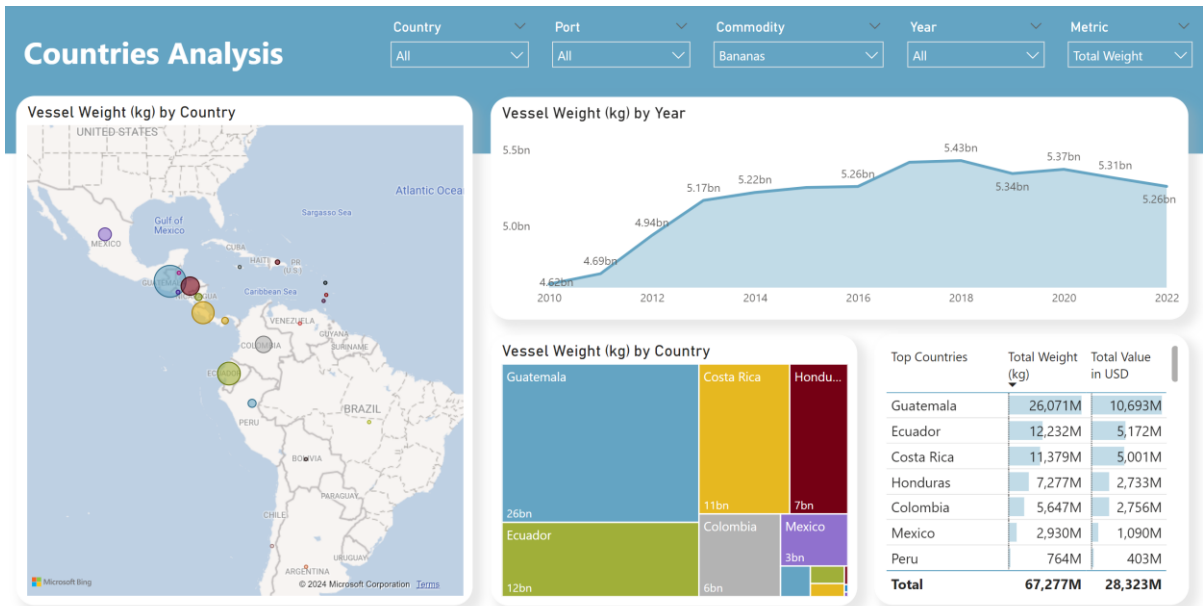 Countries Analysis
Country
All
Port
All
Commodity
Bananas
Year
All
Metric
Total Weight
Vessel Weight (kg) by Country
UNITED STATES
Atlantic Ocea
Sargasso Sea
Gulf of
Mexico
MEXICO
CUBA
HAITI
PR
(U.S.)
GUATEMALA
NICARAGUA
Caribbean Sea
VENEZUELA
GUYANA
SURINAME
COLOMBIA
ECUADOR
PERU
BRAZIL
BOLIVIA
PARAGUAY
CHILE
URUGUAY
ARGENTINA
Microsoft Bing
© 2024 Microsoft Corporation Terms
Vessel Weight (kg) by Year
5.5bn
5.0bn
4.62bn
4.69bn
4.94bn
5.17bn
5.22bn
5.26bn
5.43bn
5.34bn
5.37bn
5.31bn
5.26bn
2010 2012 2014 2016 2018 2020 2022
Vessel Weight (kg) by Country
Guatemala
26bn
Ecuador
12bn
Costa Rica
11bn
Hondu...
7bn
Colombia
6bn
Mexico
3bn
Top Countries Total Weight (kg) Total Value in USD
Guatemala 26,071M 10,693M
Ecuador 12,232M 5,172M
Costa Rica 11,379M 5,001M
Honduras 7,277M 2,733M
Colombia 5,647M 2,756M
Mexico 2,930M 1,090M
Peru 764M 403M
Total 67,277M 28,323M